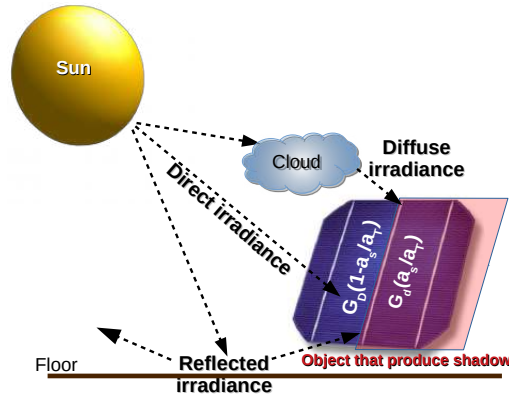 Sun
Cloud
Diffuse
irradiance
Direct irradiance
G_D(1-a_s/a_T)
G_d(a_s/a_T)
Floor
Reflected
irradiance
Object that produce shadow